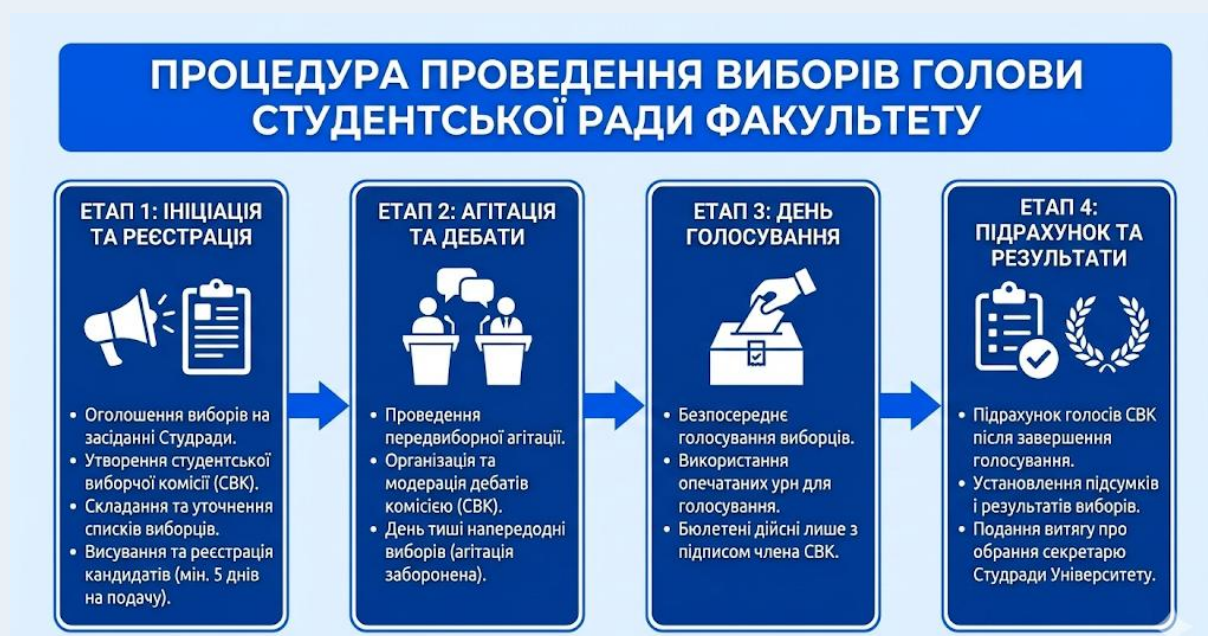 ПРОЦЕДУРА ПРОВЕДЕННЯ ВИБОРІВ ГОЛОВИ
СТУДЕНТСЬКОЇ РАДИ ФАКУЛЬТЕТУ
ЕТАП 1: ІНІЦІАЦІЯ
ТА РЕЄСТРАЦІЯ
• Оголошення виборів на
засіданні Студради.
• Утворення студентської
виборчої комісії (СВК).
• Складання та уточнення
списків виборців.
• Висування та реєстрація
кандидатів (мін. 5 днів
на подачу).
ЕТАП 2: АГІТАЦІЯ
ТА ДЕБАТИ
• Проведення
передвиборної агітації.
• Організація та
модерація дебатів
комісією (СВК).
• День тиші напередодні
виборів (агітація
заборонена).
ЕТАП 3: ДЕНЬ
ГОЛОСУВАННЯ
• Безпосереднє
голосування виборців.
• Використання
опечатаних урн для
голосування.
• Бюлетені дійсні лише з
підписом члена СВК.
ЕТАП 4:
ПІДРАХУНОК ТА
РЕЗУЛЬТАТИ
• Підрахунок голосів СВК
після завершення
голосування.
• Установлення підсумків
і результатів виборів.
• Подання витягу про
обрання секретарю
Студради Університету.